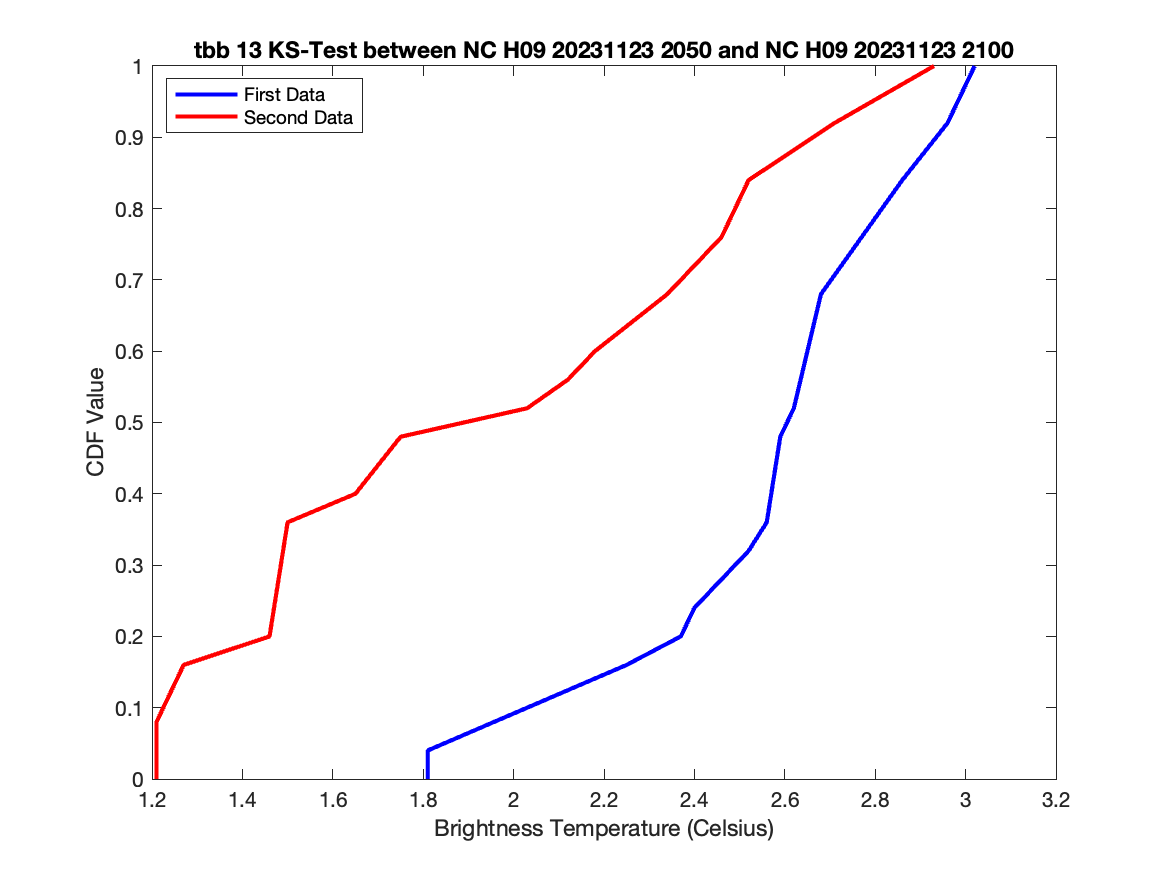 tbb 13 KS-Test between NC H09 20231123 2050 and NC H09 20231123 2100
First Data
Second Data
1
0.9
0.8
0.7
0.6
0.5
0.4
0.3
0.2
0.1
0
CDF Value
1.2 1.4 1.6 1.8 2 2.2 2.4 2.6 2.8 3 3.2
Brightness Temperature (Celsius)